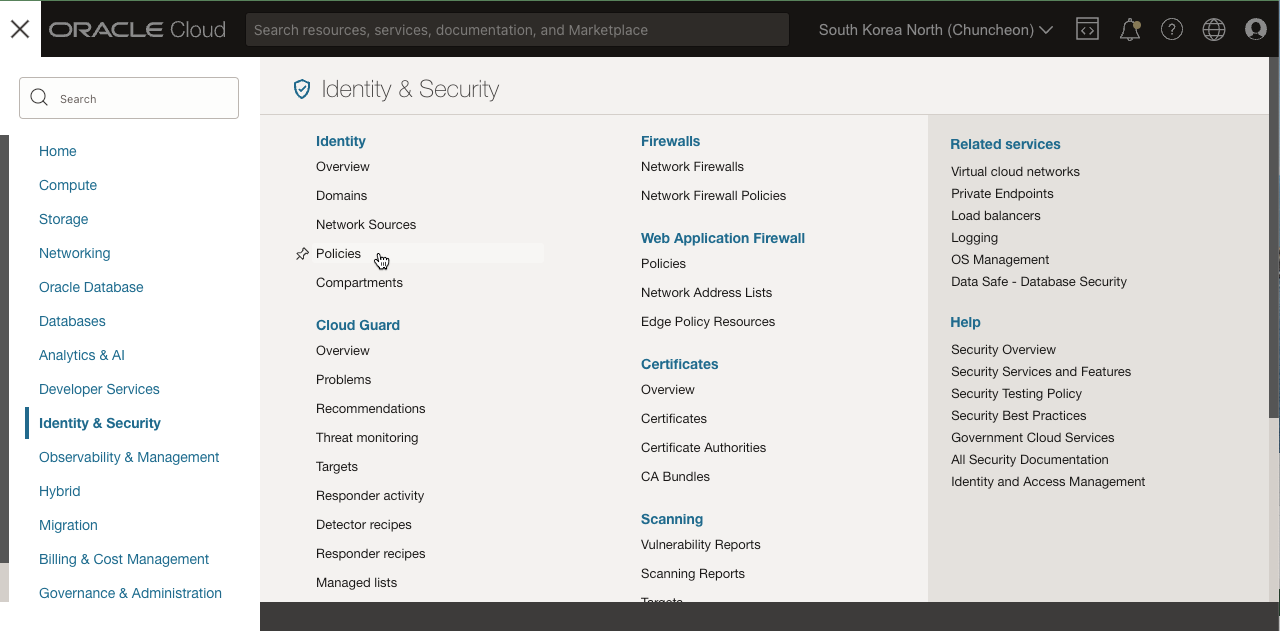 ORACLE Cloud
Search resources, services, documentation, and Marketplace
South Korea North (Chuncheon)
Search
Home
Compute
Storage
Networking
Oracle Database
Databases
Analytics & AI
Developer Services
Identity & Security
Observability & Management
Hybrid
Migration
Billing & Cost Management
Governance & Administration
Identity & Security
Identity
Overview
Domains
Network Sources
Policies
Compartments
Cloud Guard
Overview
Problems
Recommendations
Threat monitoring
Targets
Responder activity
Detector recipes
Responder recipes
Managed lists
Firewalls
Network Firewalls
Network Firewall Policies
Web Application Firewall
Policies
Network Address Lists
Edge Policy Resources
Certificates
Overview
Certificates
Certificate Authorities
CA Bundles
Scanning
Vulnerability Reports
Scanning Reports
Targets
Related services
Virtual cloud networks
Private Endpoints
Load balancers
Logging
OS Management
Data Safe - Database Security
Help
Security Overview
Security Services and Features
Security Testing Policy
Security Best Practices
Government Cloud Services
All Security Documentation
Identity and Access Management